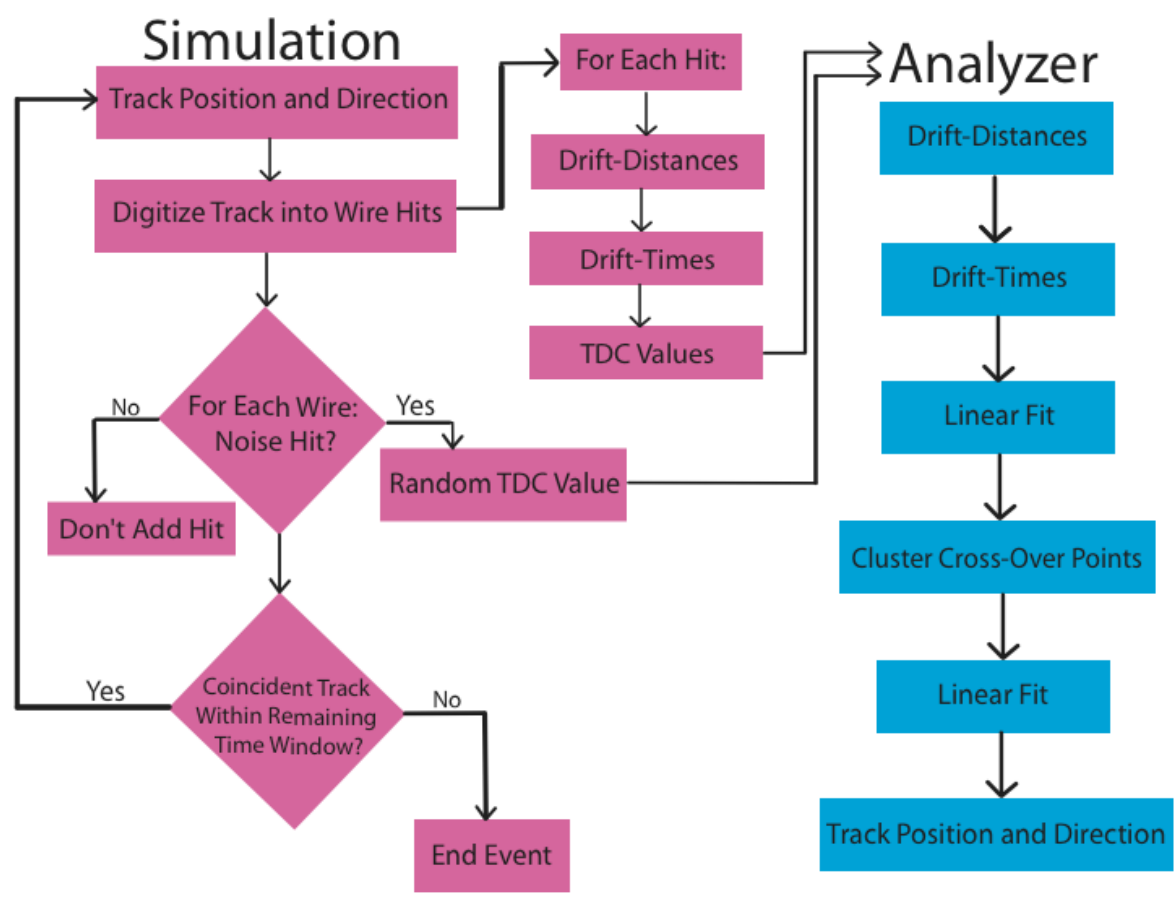 Simulation
Track Position and Direction
Digitize Track into Wire Hits
For Each Wire:
Noise Hit?
No
Yes
Don't Add Hit
Random TDC Value
Coincident Track
Within Remaining
Time Window?
Yes
No
End Event
For Each Hit:
Drift-Distances
Drift-Times
TDC Values
Analyzer
Drift-Distances
Drift-Times
Linear Fit
Cluster Cross-Over Points
Linear Fit
Track Position and Direction